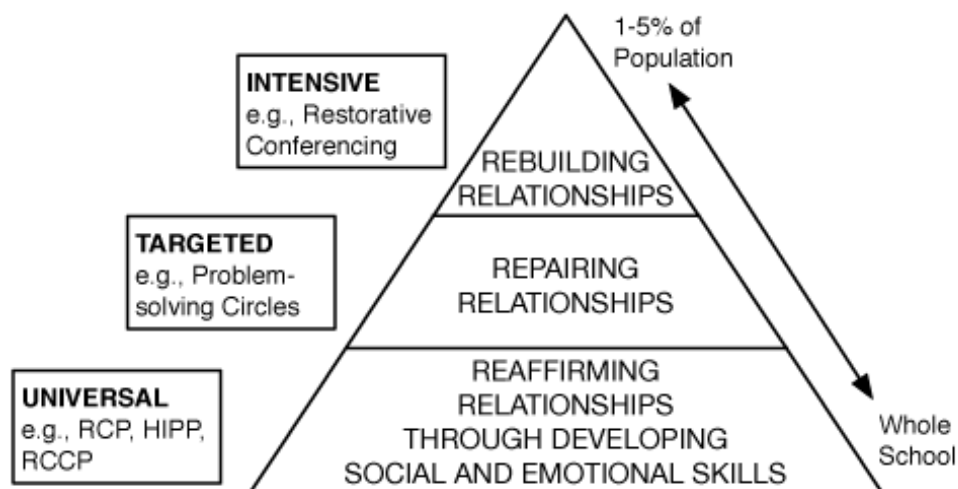 1-5% of
Population
INTENSIVE
e.g., Restorative
Conferencing
REBUILDING
RELATIONSHIPS
TARGETED
e.g., Problem-
solving Circles
REPAIRING
RELATIONSHIPS
UNIVERSAL
e.g., RCP, HIPP,
RCCP
REAFFIRMING
RELATIONSHIPS
THROUGH DEVELOPING
SOCIAL AND EMOTIONAL SKILLS
Whole
School